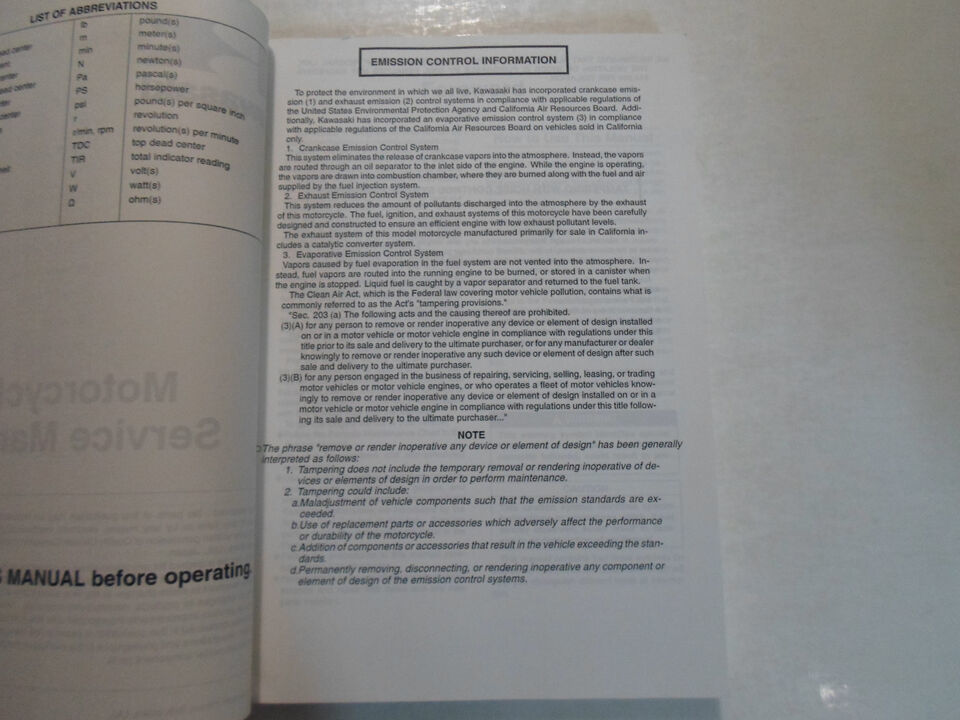 LIST OF ABBREVIATIONS
lb pound(s)
m meter(s)
min minute(s)
N newton(s)
Pa pascal(s)
PS horsepower
psi pound(s) per square inch
r revolution
r/min, rpm revolution(s) per minute
TDC top dead center
TIR total indicator reading
V volt(s)
W watt(s)
Ω ohm(s)
MANUAL before operating.
EMISSION CONTROL INFORMATION
To protect the environment in which we all live, Kawasaki has incorporated crankcase emis-
sion (1) and exhaust emission (2) control systems in compliance with applicable regulations of
the United States Environmental Protection Agency and California Air Resources Board. Addi-
tionally, Kawasaki has incorporated an evaporative emission control system (3) in compliance
with applicable regulations of the California Air Resources Board on vehicles sold in California
only.
1. Crankcase Emission Control System
This system eliminates the release of crankcase vapors into the atmosphere. Instead, the vapors
are routed through an oil separator to the inlet side of the engine. While the engine is operating,
the vapors are drawn into combustion chamber, where they are burned along with the fuel and air
supplied by the fuel injection system.
2. Exhaust Emission Control System
This system reduces the amount of pollutants discharged into the atmosphere by the exhaust
of this motorcycle. The fuel, ignition, and exhaust systems of this motorcycle have been carefully
designed and constructed to ensure an efficient engine with low exhaust pollutant levels.
The exhaust system of this model motorcycle manufactured primarily for sale in California in-
cludes a catalytic converter system.
3. Evaporative Emission Control System
Vapors caused by fuel evaporation in the fuel system are not vented into the atmosphere. In-
stead, fuel vapors are routed into the running engine to be burned, or stored in a canister when
the engine is stopped. Liquid fuel is caught by a vapor separator and returned to the fuel tank.
The Clean Air Act, which is the Federal law covering motor vehicle pollution, contains what is
commonly referred to as the Act's "tampering provisions."
"Sec. 203 (a) The following acts and the causing thereof are prohibited.
(3)(A) for any person to remove or render inoperative any device or element of design installed
on or in a motor vehicle or motor vehicle engine in compliance with regulations under this
title prior to its sale and delivery to the ultimate purchaser, or for any manufacturer or dealer
knowingly to remove or render inoperative any such device or element of design after such
sale and delivery to the ultimate purchaser.
(3)(B) for any person engaged in the business of repairing, servicing, selling, leasing, or trading
motor vehicles or motor vehicle engines, or who operates a fleet of motor vehicles know-
ingly to remove or render inoperative any device or element of design installed on or in a
motor vehicle or motor vehicle engine in compliance with regulations under this title follow-
ing its sale and delivery to the ultimate purchaser..."
NOTE
○The phrase "remove or render inoperative any device or element of design" has been generally
interpreted as follows:
1. Tampering does not include the temporary removal or rendering inoperative of de-
vices or elements of design in order to perform maintenance.
2. Tampering could include:
a.Maladjustment of vehicle components such that the emission standards are ex-
ceeded.
b.Use of replacement parts or accessories which adversely affect the performance
or durability of the motorcycle.
c.Addition of components or accessories that result in the vehicle exceeding the stan-
dards.
d.Permanently removing, disconnecting, or rendering inoperative any component or
element of design of the emission control systems.